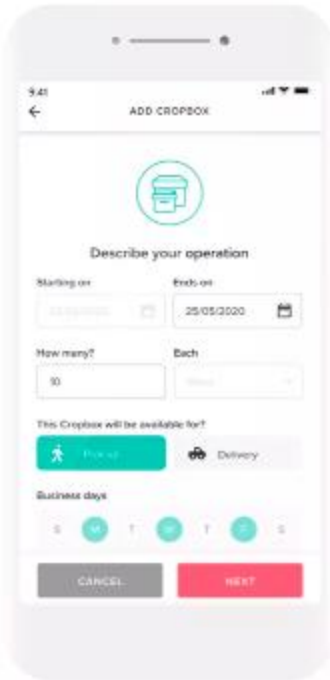 9:41
ADD CROPBOX
Describe your operation
Starting on Ends on
25/05/2020
How many? Each
10
This Cropbox will be available for?
Pick up Delivery
Business days
S M T W T F S
CANCEL NEXT